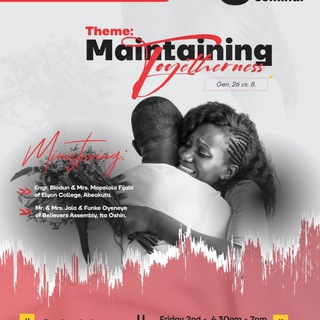 Seminar
Theme:
Maintaining
Togetherness
Gen. 26 vs. 8.
Ministering:
Engr. Biodun & Mrs. Mopelola Fijabi
of Elyon College, Abeokuta.
Mr. & Mrs. Jola & Funke Oyeneye
of Believers Assembly, Ita Oshin.
Friday 2nd - 4.30pm - 7pm